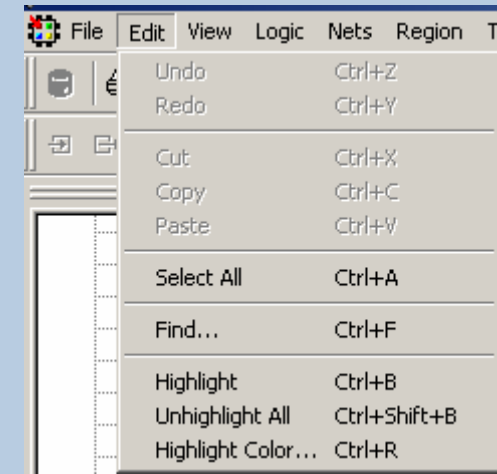 File Edit View Logic Nets Region T
Undo Ctrl+Z
Redo Ctrl+Y
Cut Ctrl+X
Copy Ctrl+C
Paste Ctrl+V
Select All Ctrl+A
Find... Ctrl+F
Highlight Ctrl+B
Unhighlight All Ctrl+Shift+B
Highlight Color... Ctrl+R